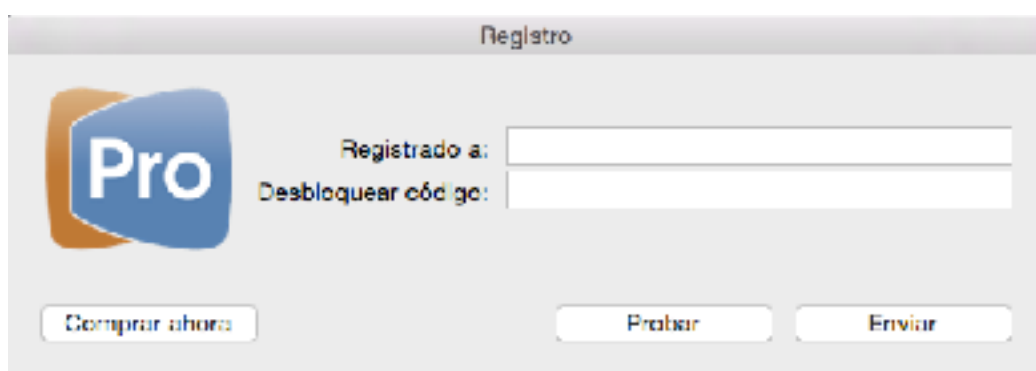 Registro
Pro
Registrado a:
Desbloquear código:
Comprar ahora
Probar
Enviar